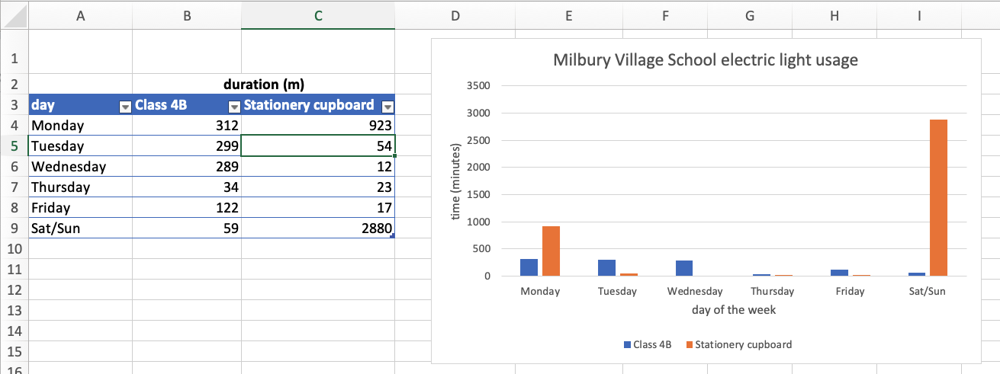 A B C D E F G H I
1
2 duration (m)
3 day Class 4B Stationery cupboard
4 Monday 312 923
5 Tuesday 299 54
6 Wednesday 289 12
7 Thursday 34 23
8 Friday 122 17
9 Sat/Sun 59 2880
10
11
12
13
14
15
16
Milbury Village School electric light usage
time (minutes)
3500
3000
2500
2000
1500
1000
500
0
Monday Tuesday Wednesday Thursday Friday Sat/Sun
day of the week
Class 4B Stationery cupboard